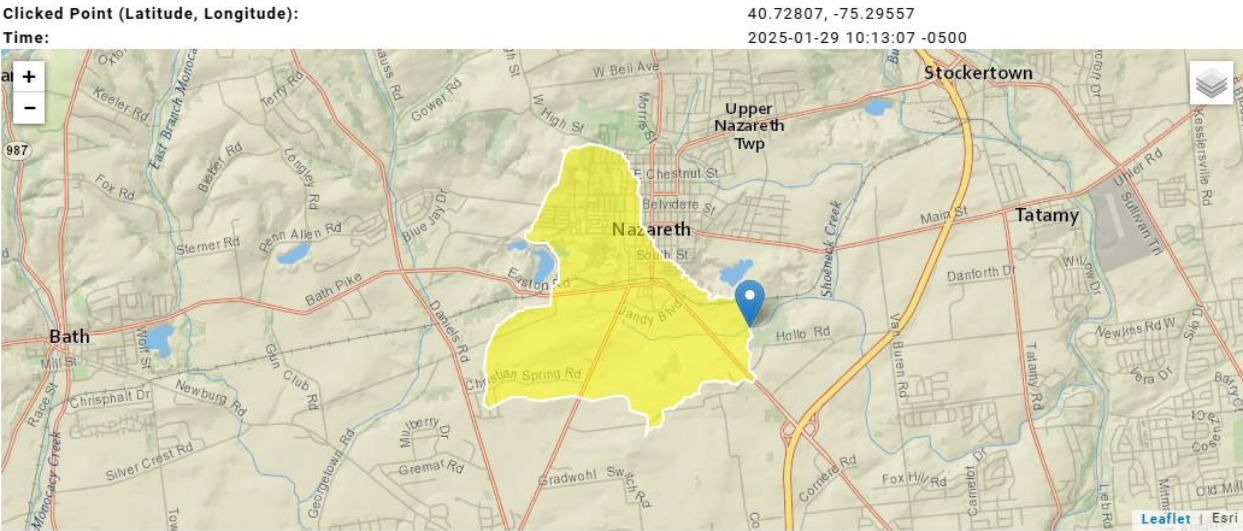 Clicked Point (Latitude, Longitude): 40.72807, -75.29557
Time: 2025-01-29 10:13:07 -0500
+
−
987
Keeler Rd
East Branch Monocacy
Terry Rd
Gower Rd
W High St
W Bell Ave
Morris St
Upper
Nazareth
Twp
Stockertown
Kesslersville Rd
Fox Rd
Bieber Rd
Longley Rd
Blue Jay Dr
E Chestnut St
Belvidere St
Nazareth
South St
Shoeneck Creek
Main St
Tatamy
Uhler Rd
Sullivan Trl
Sterner Rd
Penn Allen Rd
Bath Pike
Easton Rd
Danforth Dr
Willow Dr
Bath
Mill St
Wolf St
Daniels Rd
Jandy Blvd
Hollo Rd
Van Buren Rd
Newlins Rd W
Silo Dr
Race St
Chrisphalt Dr
Newburg Rd
Gun Club Rd
Christian Spring Rd
Tatamy Rd
Vera Dr
Mulberry Dr
Gremar Rd
Silver Crest Rd
Georgetown Rd
Monocacy Creek
Gradwohl Switch Rd
Corriere Rd
Fox Hill Rd
Camelot Dr
Old Mill
Leaflet | Esri